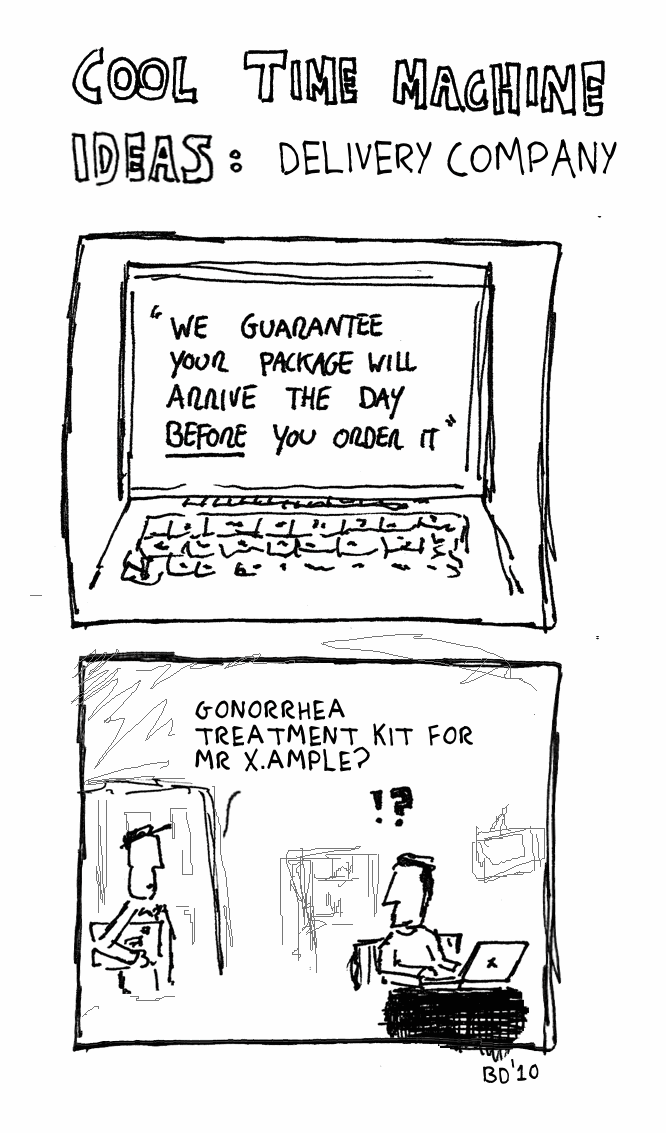 COOL TIME MACHINE
IDEAS: DELIVERY COMPANY
"WE GUARANTEE
YOUR PACKAGE WILL
ARRIVE THE DAY
BEFORE YOU ORDER IT"
GONORRHEA
TREATMENT KIT FOR
MR X.AMPLE?
!?
X
BD'10